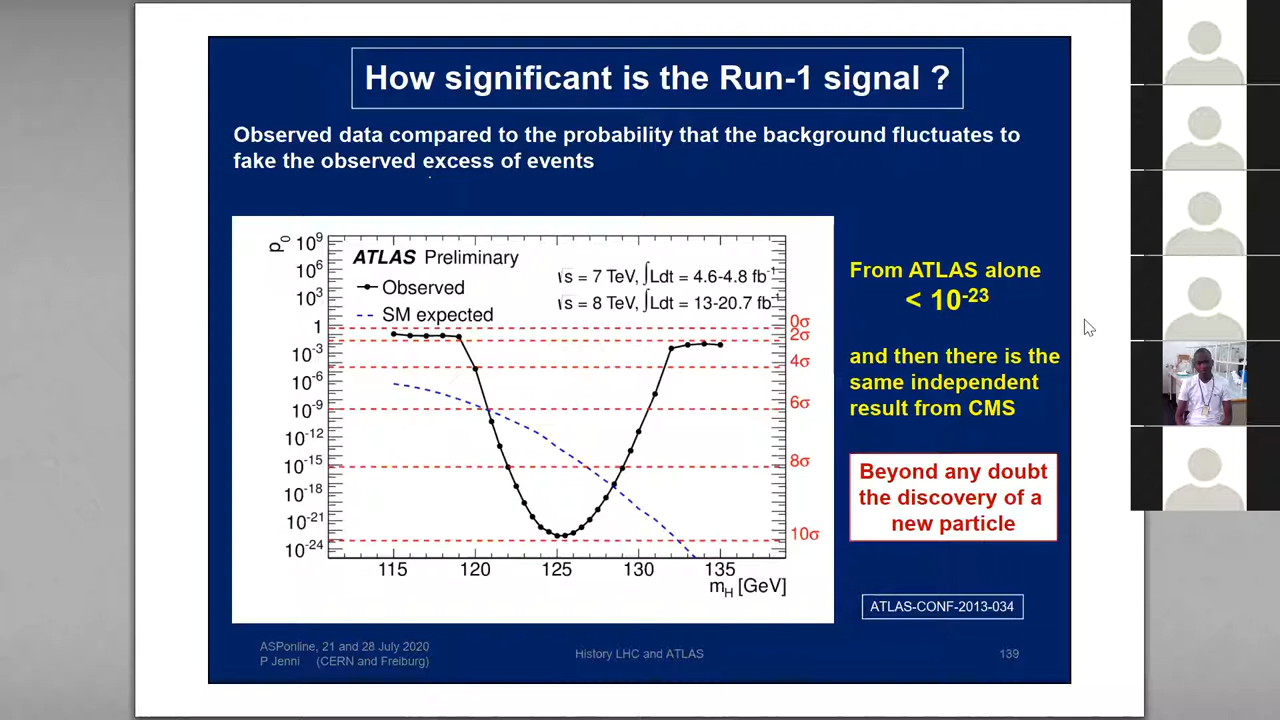 How significant is the Run-1 signal ?
Observed data compared to the probability that the background fluctuates to
fake the observed excess of events
p0
10^9
10^6
10^3
1
10^-3
10^-6
10^-9
10^-12
10^-15
10^-18
10^-21
10^-24
ATLAS Preliminary
Observed
SM expected
√s = 7 TeV, ∫Ldt = 4.6-4.8 fb^-1
√s = 8 TeV, ∫Ldt = 13-20.7 fb^-1
0σ
2σ
4σ
6σ
8σ
10σ
115 120 125 130 135
mH [GeV]
From ATLAS alone
< 10^-23
and then there is the
same independent
result from CMS
Beyond any doubt
the discovery of a
new particle
ATLAS-CONF-2013-034
ASPonline, 21 and 28 July 2020
P Jenni (CERN and Freiburg)
History LHC and ATLAS
139